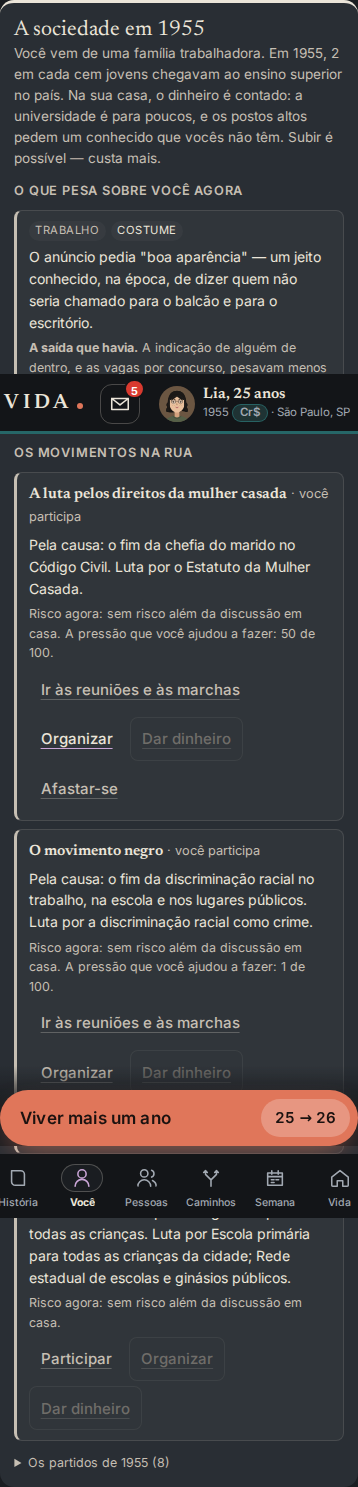 A sociedade em 1955
Você vem de uma família trabalhadora. Em 1955, 2
em cada cem jovens chegavam ao ensino superior
no país. Na sua casa, o dinheiro é contado: a
universidade é para poucos, e os postos altos
pedem um conhecido que vocês não têm. Subir é
possível — custa mais.
O QUE PESA SOBRE VOCÊ AGORA
TRABALHO COSTUME
O anúncio pedia "boa aparência" — um jeito
conhecido, na época, de dizer quem não
seria chamado para o balcão e para o
escritório.
A saída que havia. A indicação de alguém de
dentro, e as vagas por concurso, pesavam menos
VIDA.
5
Lia, 25 anos
1955 Cr$ · São Paulo, SP
OS MOVIMENTOS NA RUA
A luta pelos direitos da mulher casada · você
participa
Pela causa: o fim da chefia do marido no
Código Civil. Luta por o Estatuto da Mulher
Casada.
Risco agora: sem risco além da discussão em
casa. A pressão que você ajudou a fazer: 50 de
100.
Ir às reuniões e às marchas
Organizar Dar dinheiro
Afastar-se
O movimento negro · você participa
Pela causa: o fim da discriminação racial no
trabalho, na escola e nos lugares públicos.
Luta por a discriminação racial como crime.
Risco agora: sem risco além da discussão em
casa. A pressão que você ajudou a fazer: 1 de
100.
Ir às reuniões e às marchas
Organizar Dar dinheiro
Viver mais um ano 25 → 26
História Você Pessoas Caminhos Semana Vida
todas as crianças. Luta por Escola primária
para todas as crianças da cidade; Rede
estadual de escolas e ginásios públicos.
Risco agora: sem risco além da discussão em
casa.
Participar Organizar
Dar dinheiro
▶ Os partidos de 1955 (8)